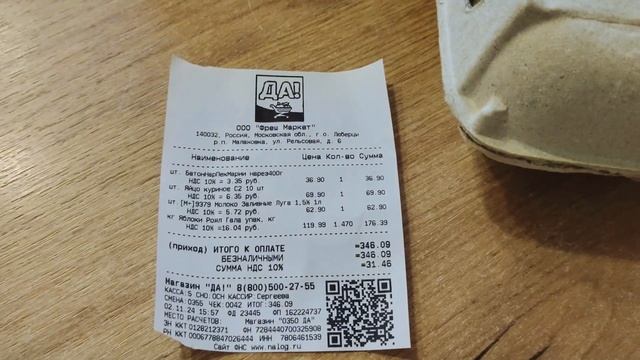 ДА!
ООО "Фреш Маркет"
140032, Россия, Московская обл., г.о. Люберцы
р.п. Малаховка, ул. Рельсовая, д. 6
Наименование Цена Кол-во Сумма
шт. БатонНарПекМарии нарез400г
НДС 10% = 3.35 руб. 36.90 1 36.90
шт. Яйцо куриное С2 10 шт
НДС 10% = 6.35 руб. 69.90 1 69.90
шт. [М+]9379 Молоко Заливные Луга 1.5% 1л
НДС 10% = 5.72 руб. 62.90 1 62.90
кг Яблоки Роял Гала упак, кг
НДС 10% =16.04 руб. 119.99 1.470 176.39
(приход) ИТОГО К ОПЛАТЕ =346.09
БЕЗНАЛИЧНЫМИ =346.09
СУММА НДС 10% =31.46
Магазин "ДА!" 8(800)500-27-55
КАССА:5 СНО:ОСН КАССИР:Сергеева
СМЕНА:0355 ЧЕК:0042 ИТОГ:346.09
02.11.24 15:57 ФД 23445 ФП 162224737
МЕСТО РАСЧЕТОВ: Магазин "0350 ДА"
ЗН ККТ 0128212371 ФН 7284440700325908
РН ККТ 0006778847026444 ИНН 7806461539
Сайт ФНС www.nalog.ru